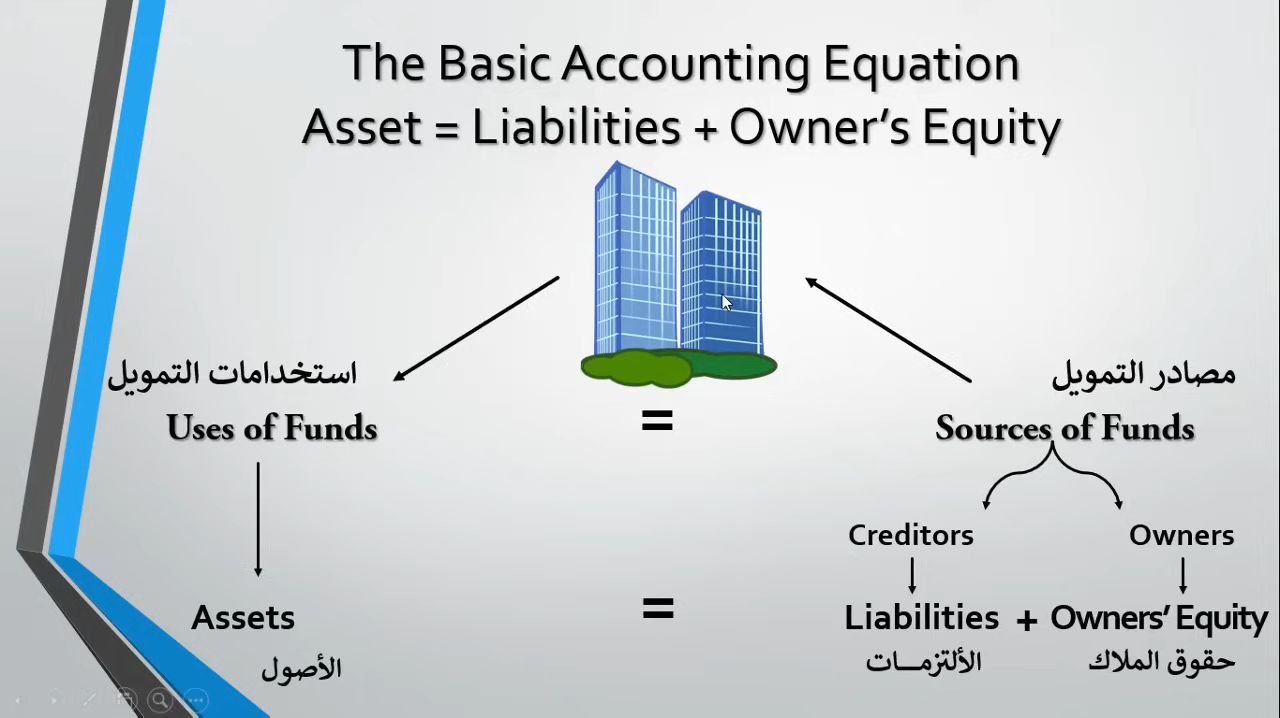 The Basic Accounting Equation
Asset = Liabilities + Owner’s Equity
استخدامات التمويل
مصادر التمويل
Uses of Funds
=
Sources of Funds
Creditors
Owners
Assets
=
Liabilities + Owners’ Equity
الأصول
الألتزمـــات
حقوق الملاك